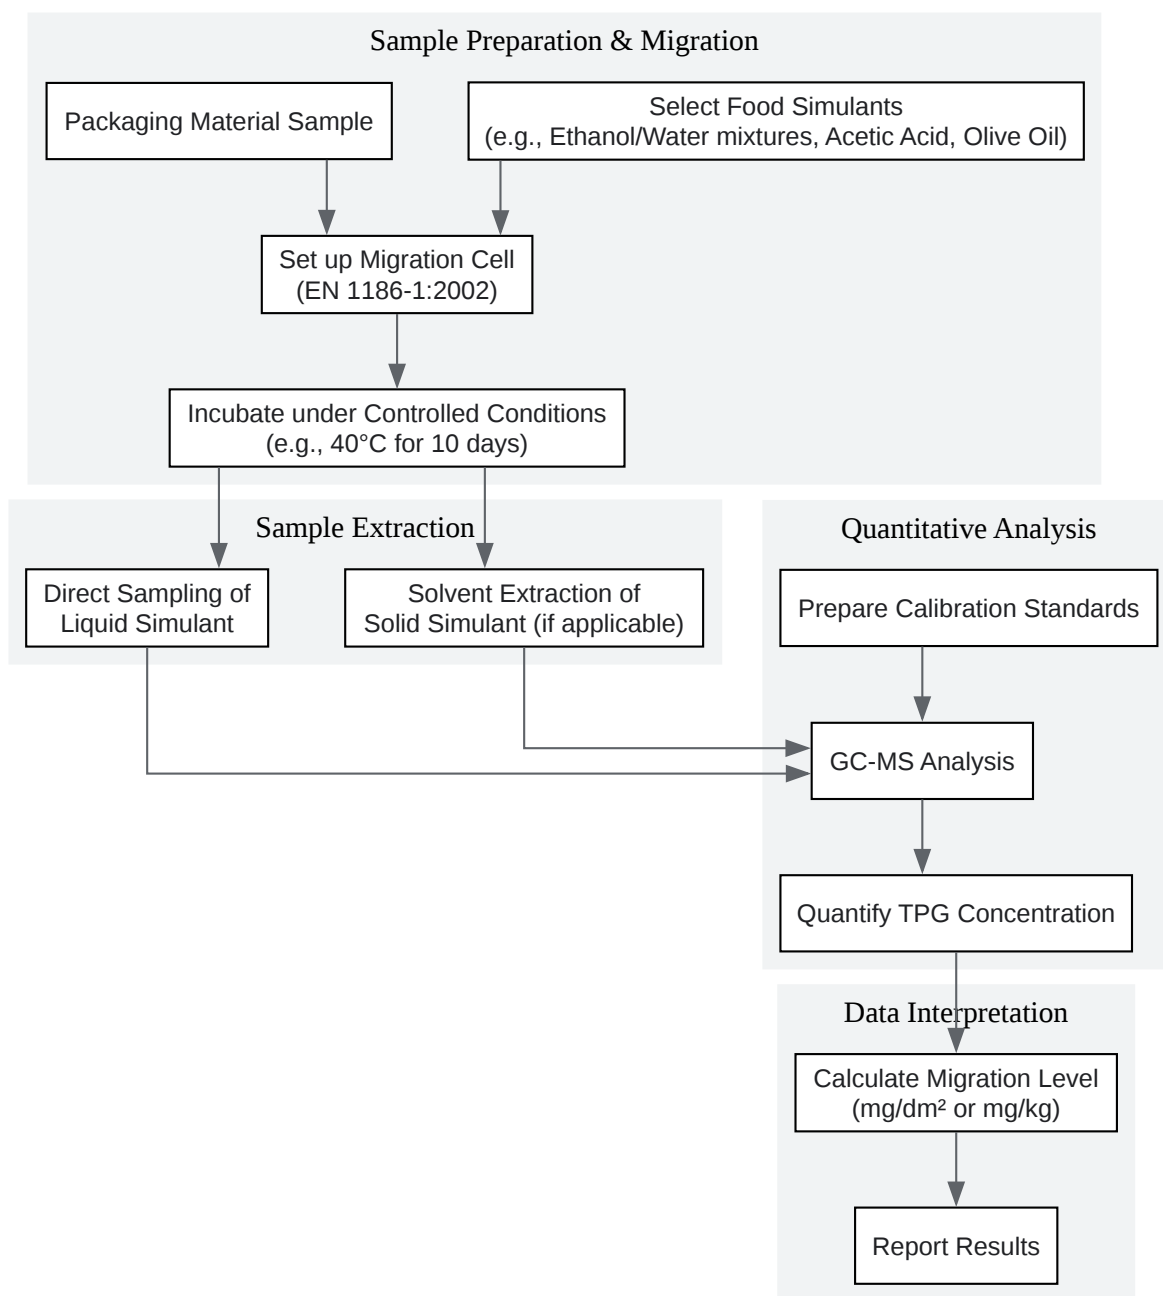 Sample Preparation & Migration
Packaging Material Sample
Select Food Simulants
(e.g., Ethanol/Water mixtures, Acetic Acid, Olive Oil)
Set up Migration Cell
(EN 1186-1:2002)
Incubate under Controlled Conditions
(e.g., 40°C for 10 days)
Sample Extraction
Direct Sampling of
Liquid Simulant
Solvent Extraction of
Solid Simulant (if applicable)
Quantitative Analysis
Prepare Calibration Standards
GC-MS Analysis
Quantify TPG Concentration
Data Interpretation
Calculate Migration Level
(mg/dm² or mg/kg)
Report Results